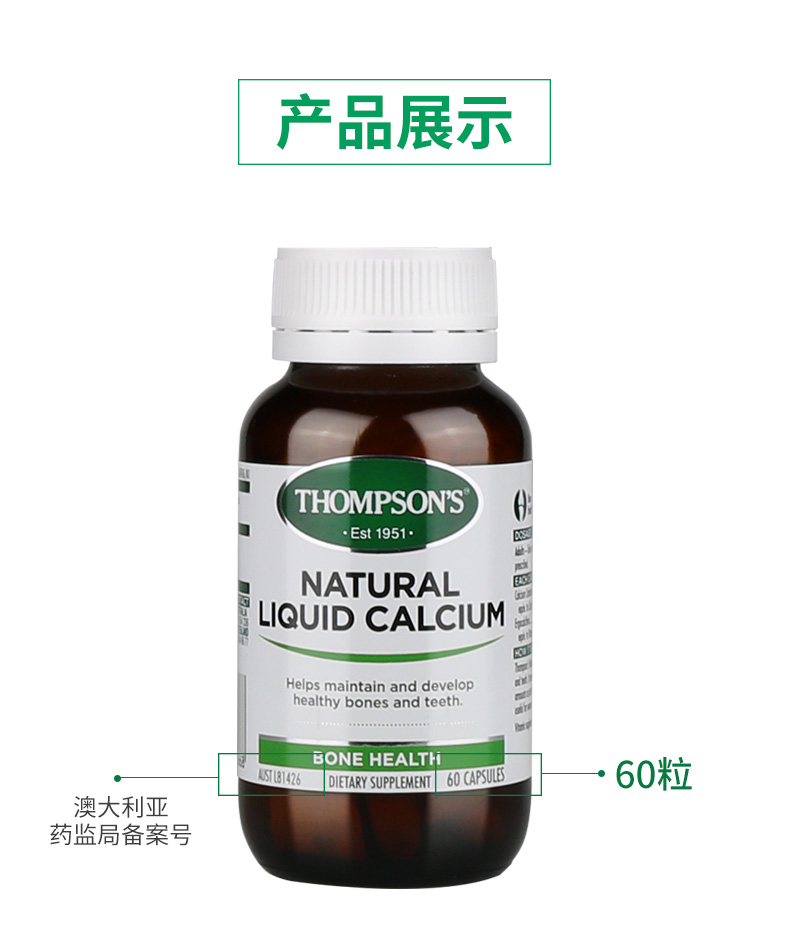 产品展示
THOMPSON'S
• Est 1951 •
NATURAL
LIQUID CALCIUM
Helps maintain and develop
healthy bones and teeth.
BONE HEALTH
AUST L81426
DIETARY SUPPLEMENT
60 CAPSULES
60粒
澳大利亚
药监局备案号